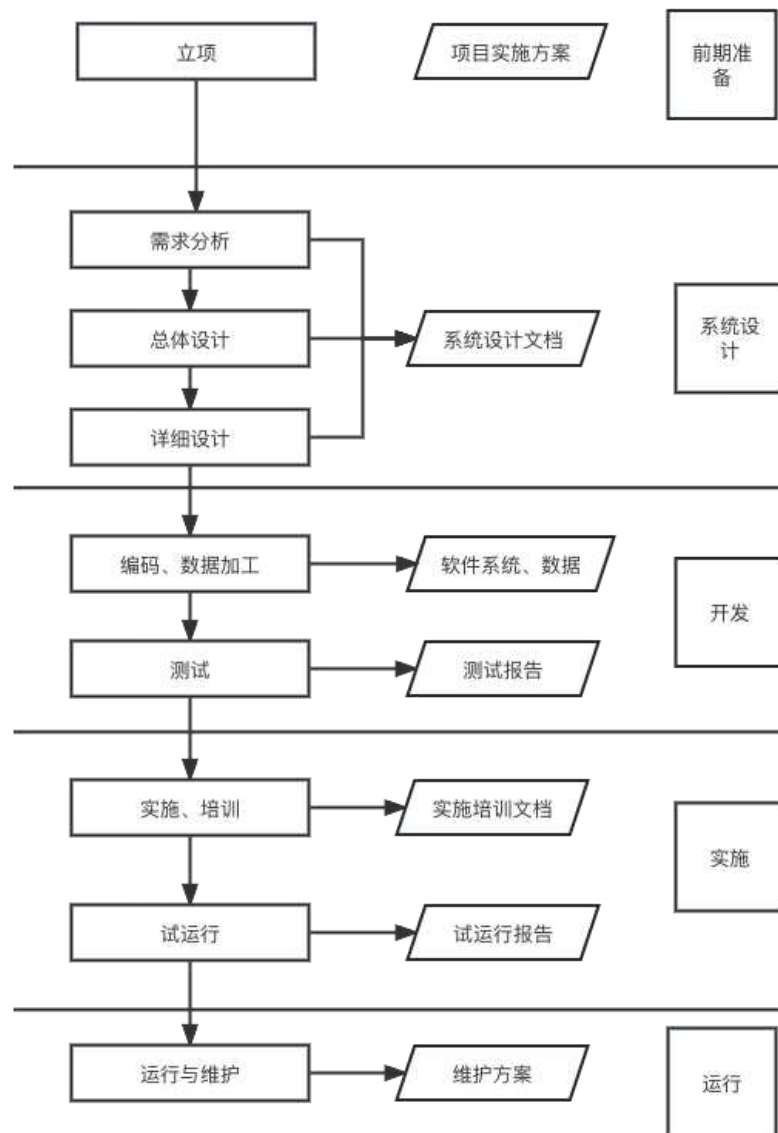 立项
项目实施方案
前期准
备
需求分析
总体设计
系统设计文档
系统设
计
详细设计
编码、数据加工
软件系统、数据
开发
测试
测试报告
实施、培训
实施培训文档
实施
试运行
试运行报告
运行与维护
维护方案
运行